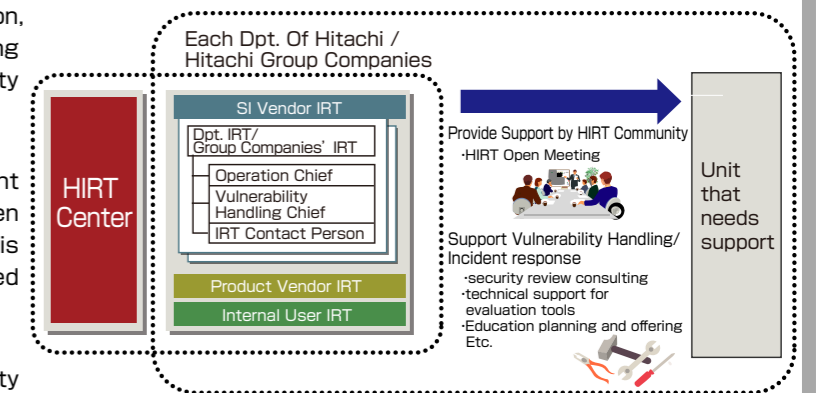 on,
ng
ty
nt
en
is
ed
ty
Each Dpt. Of Hitachi /
Hitachi Group Companies
HIRT
Center
SI Vendor IRT
Dpt. IRT/
Group Companies' IRT
Operation Chief
Vulnerability
Handling Chief
IRT Contact Person
Product Vendor IRT
Internal User IRT
Provide Support by HIRT Community
・HIRT Open Meeting
Support Vulnerability Handling/
Incident response
・security review consulting
・technical support for
evaluation tools
・Education planning and offering
Etc.
Unit
that
needs
support